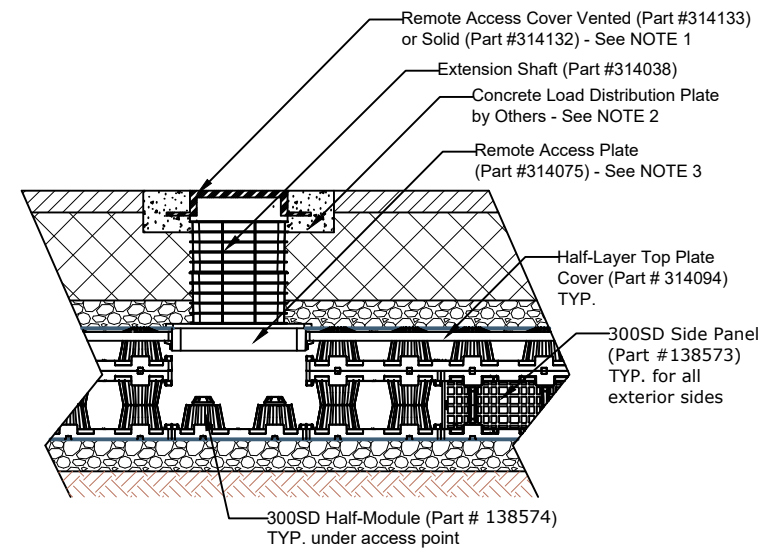 Remote Access Cover Vented (Part #314133)
or Solid (Part #314132) - See NOTE 1
Extension Shaft (Part #314038)
Concrete Load Distribution Plate
by Others - See NOTE 2
Remote Access Plate
(Part #314075) - See NOTE 3
Half-Layer Top Plate
Cover (Part # 314094)
TYP.
300SD Side Panel
(Part #138573)
TYP. for all
exterior sides
300SD Half-Module (Part # 138574)
TYP. under access point